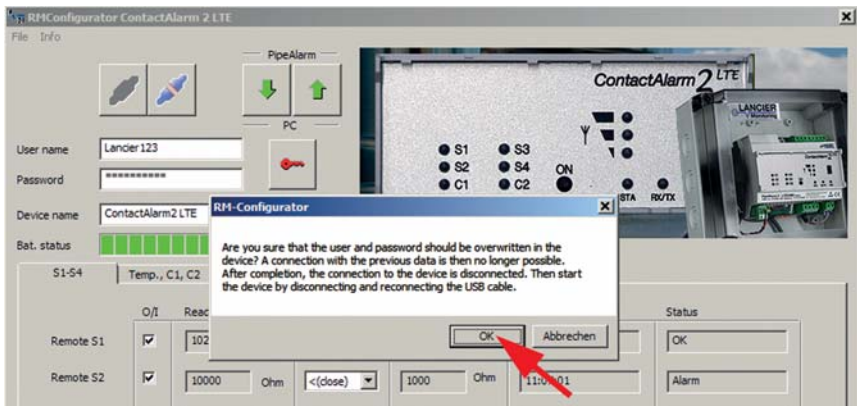 RMConfigurator ContactAlarm 2 LTE
File Info
PipeAlarm
PC
User name Lancier123
Password **********
Device name ContactAlarm2 LTE
Bat. status
ContactAlarm2 LTE
S1 S3
S2 S4 ON
C1 C2
STA RX/TX
LANCIER
Monitoring
RM-Configurator
Are you sure that the user and password should be overwritten in the
device? A connection with the previous data is then no longer possible.
After completion, the connection to the device is disconnected. Then start
the device by disconnecting and reconnecting the USB cable.
OK Abbrechen
S1-S4 Temp., C1, C2
O/I Reac Status
Remote S1 102 OK
Remote S2 10000 Ohm <(close) 1000 Ohm Alarm